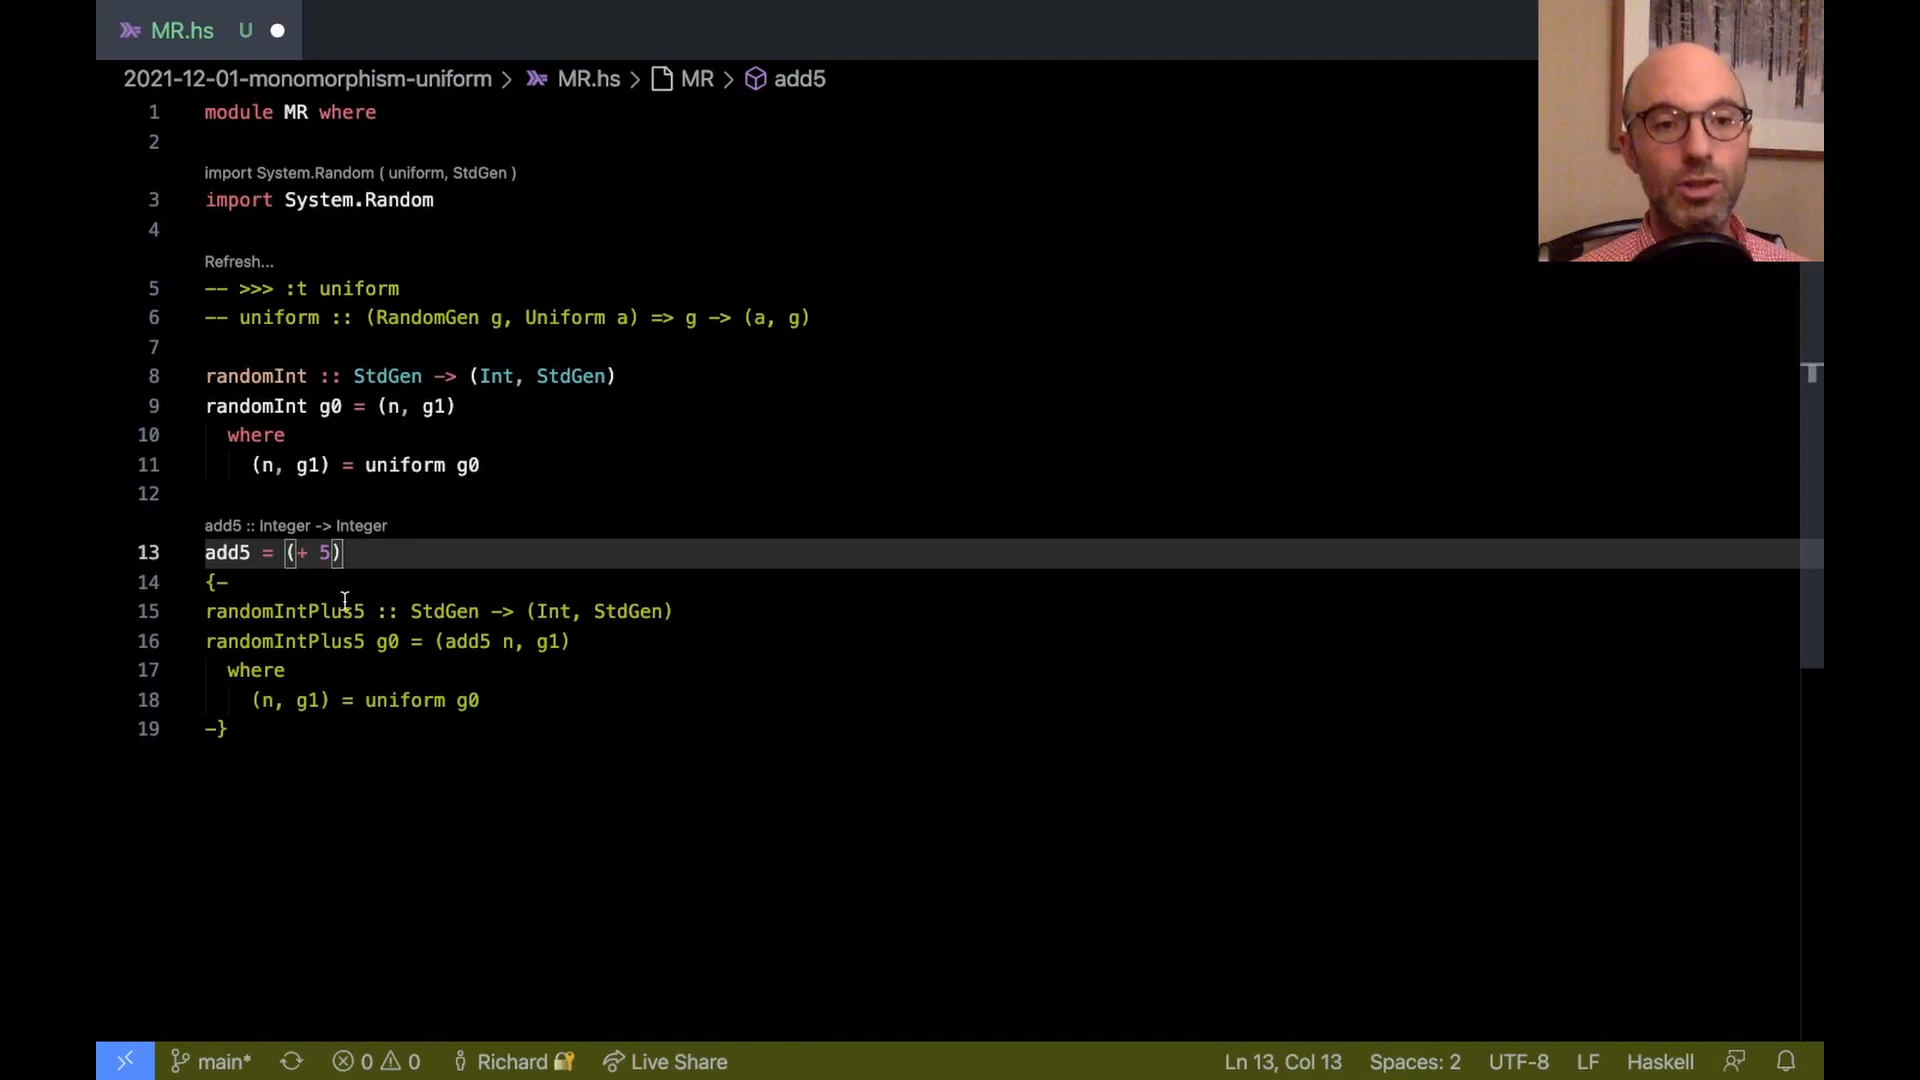 MR.hs U
2021-12-01-monomorphism-uniform > MR.hs > MR > add5
1 module MR where
2
import System.Random ( uniform, StdGen )
3 import System.Random
4
Refresh...
5 -- >>> :t uniform
6 -- uniform :: (RandomGen g, Uniform a) => g -> (a, g)
7
8 randomInt :: StdGen -> (Int, StdGen)
9 randomInt g0 = (n, g1)
10 where
11 (n, g1) = uniform g0
12
add5 :: Integer -> Integer
13 add5 = (+ 5)
14 {-
15 randomIntPlus5 :: StdGen -> (Int, StdGen)
16 randomIntPlus5 g0 = (add5 n, g1)
17 where
18 (n, g1) = uniform g0
19 -}
main* 0 0 Richard Live Share Ln 13, Col 13 Spaces: 2 UTF-8 LF Haskell